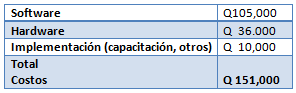 Software Q105,000
Hardware Q 36.000
Implementación (capacitación, otros) Q 10,000
Total
Costos Q 151,000